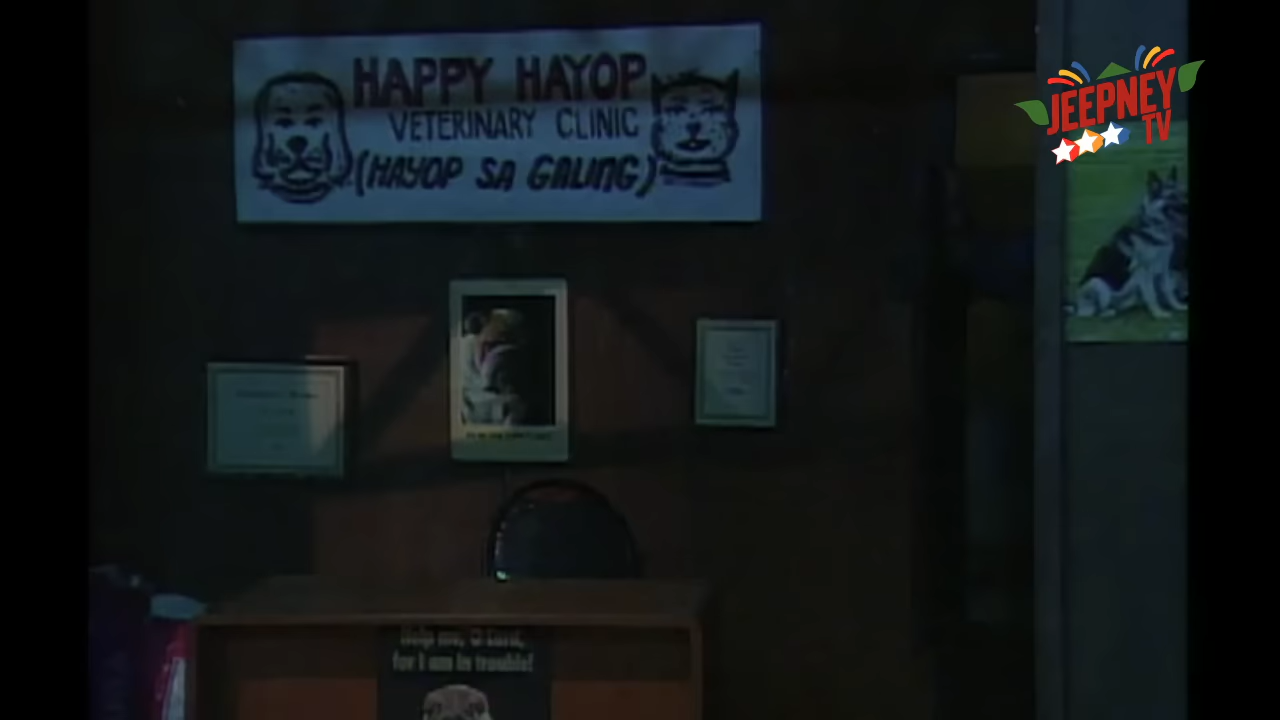 HAPPY HAYOP
VETERINARY CLINIC
(HAYOP SA GALING)
JEEPNEY
TV
Help me, O Lord,
for I am in trouble!